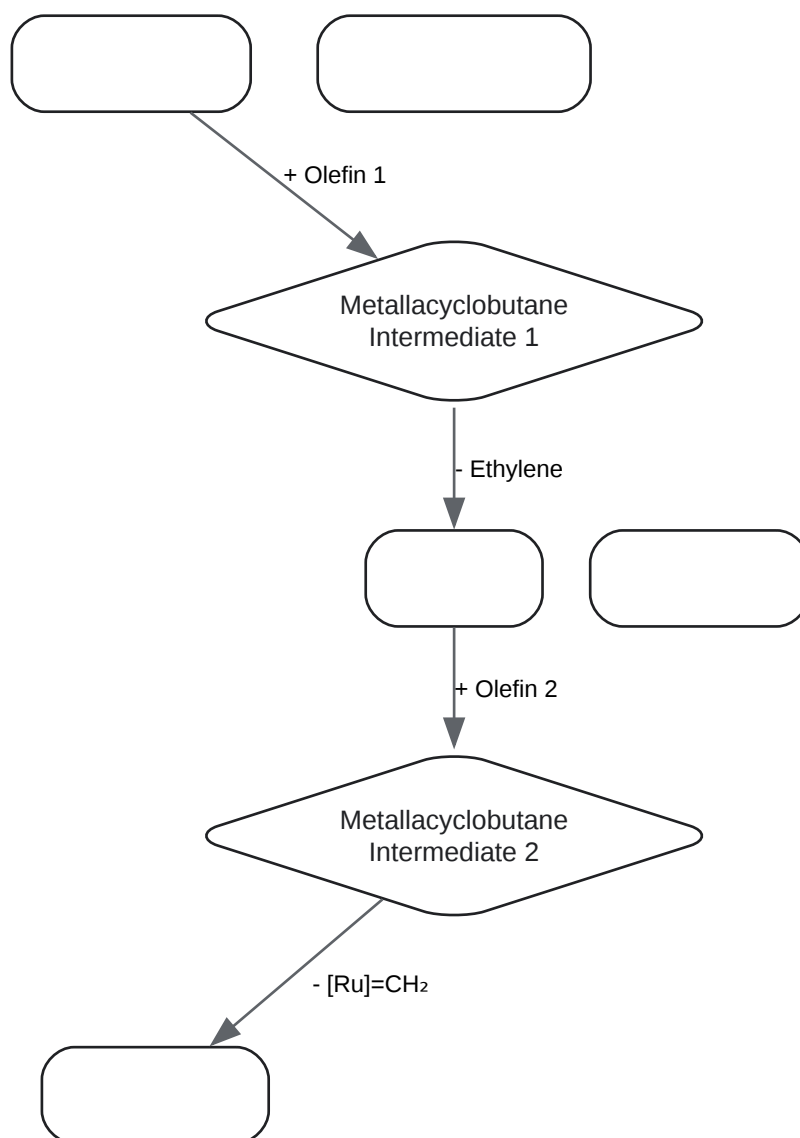 + Olefin 1
Metallacyclobutane
Intermediate 1
- Ethylene
+ Olefin 2
Metallacyclobutane
Intermediate 2
- [Ru]=CH₂